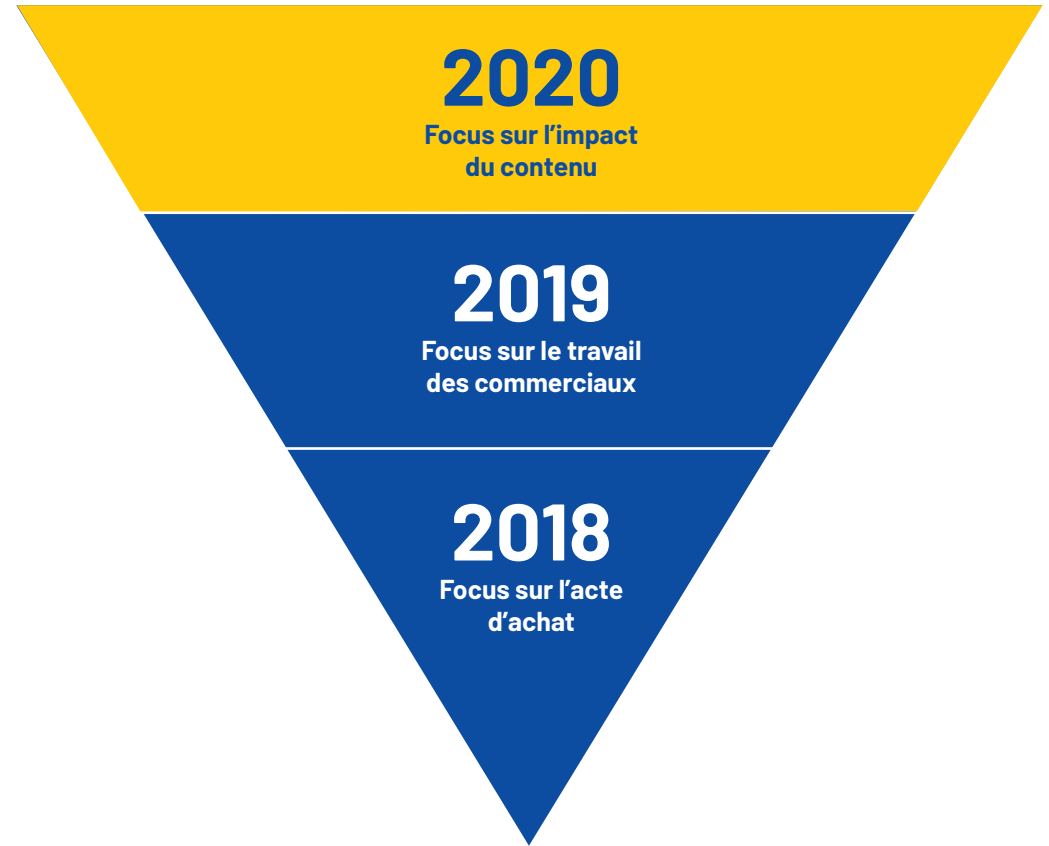 2020
Focus sur l’impact
du contenu
2019
Focus sur le travail
des commerciaux
2018
Focus sur l’acte
d’achat